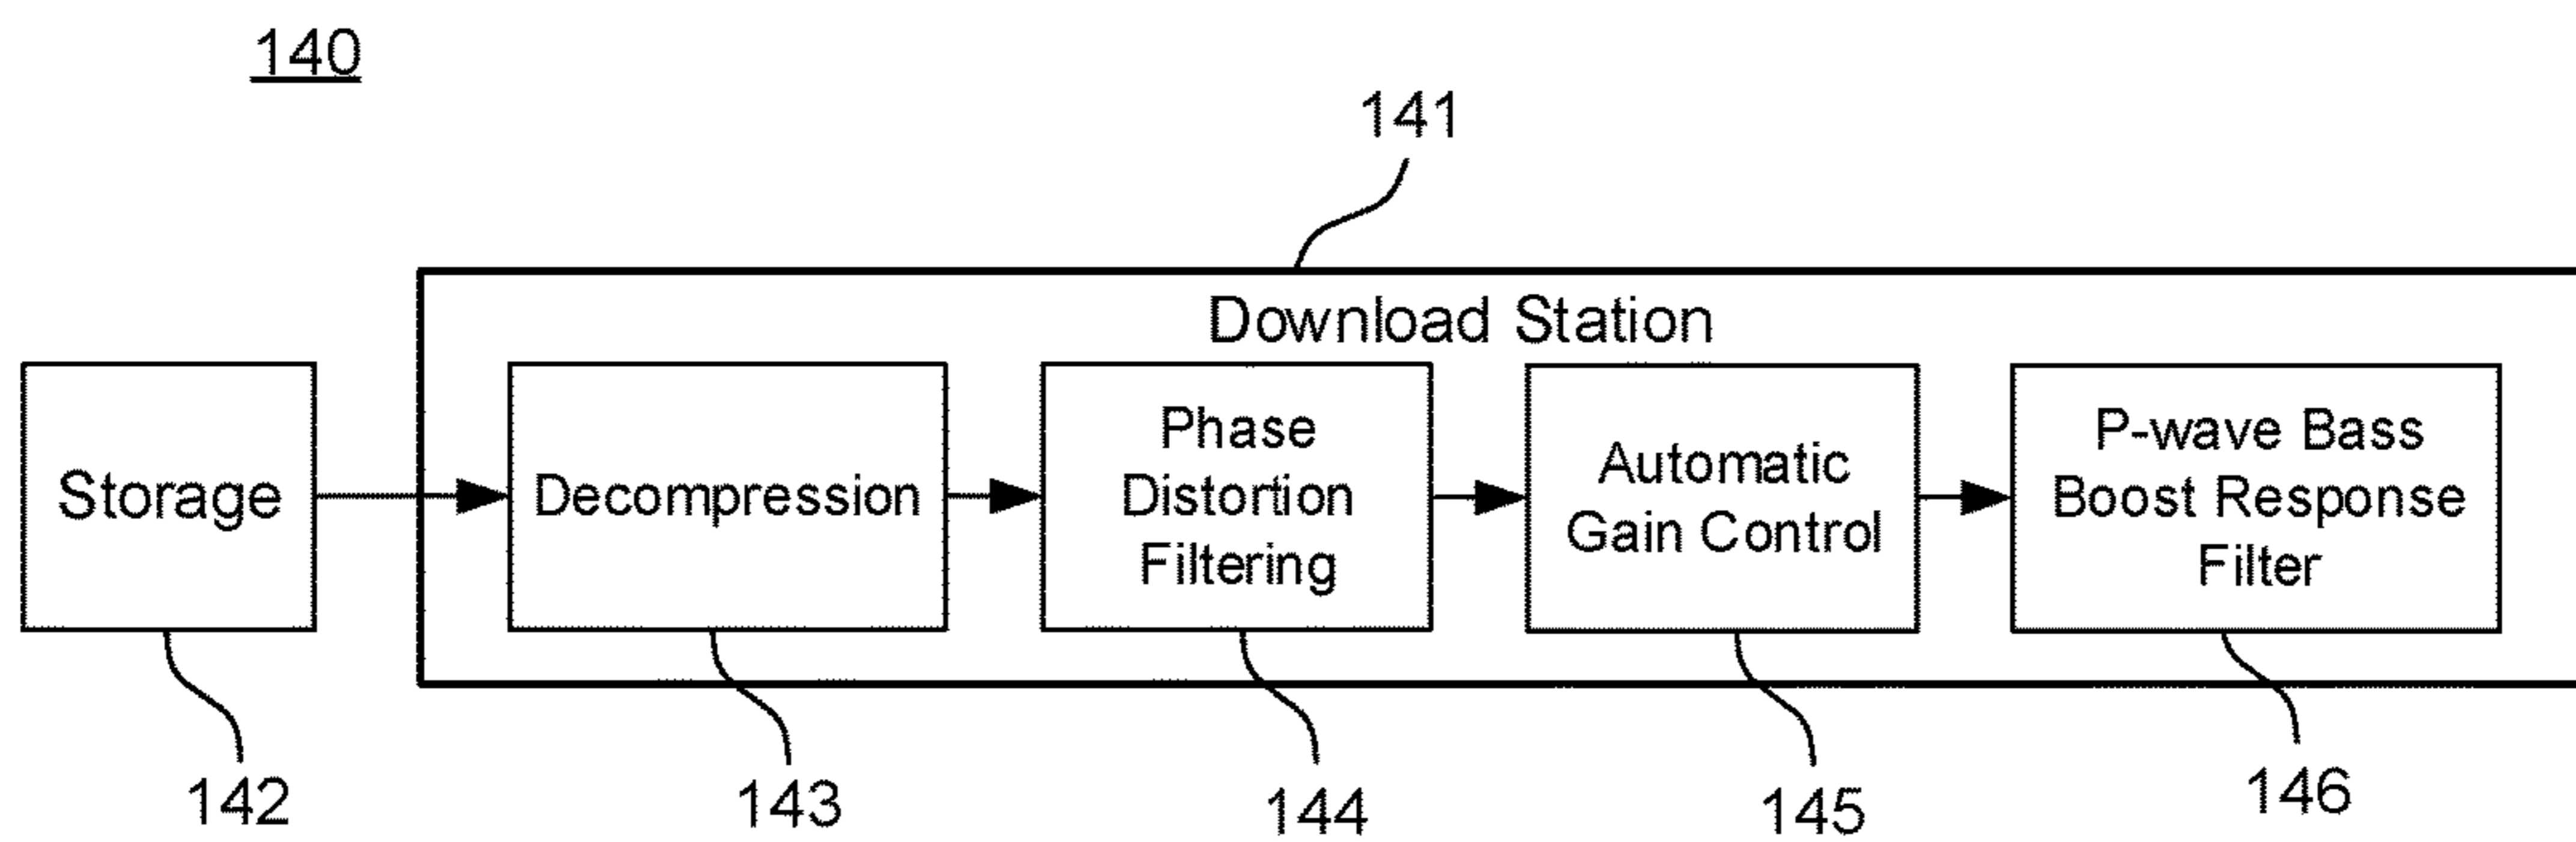 140
141
Download Station
Storage
Decompression
Phase
Distortion
Filtering
Automatic
Gain Control
P-wave Bass
Boost Response
Filter
142
143
144
145
146